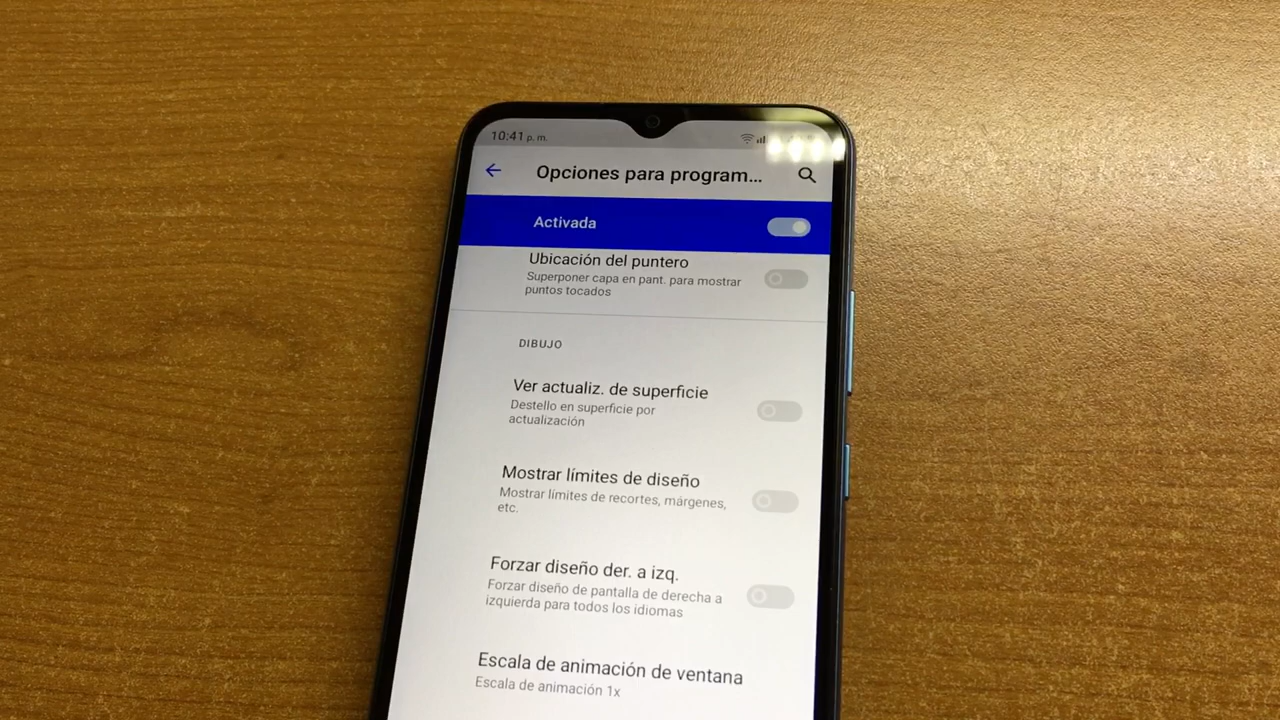 10:41 p. m.
Opciones para program...
Activada
Ubicación del puntero
Superponer capa en pant. para mostrar
puntos tocados
DIBUJO
Ver actualiz. de superficie
Destello en superficie por
actualización
Mostrar límites de diseño
Mostrar límites de recortes, márgenes,
etc.
Forzar diseño der. a izq.
Forzar diseño de pantalla de derecha a
izquierda para todos los idiomas
Escala de animación de ventana
Escala de animación 1x